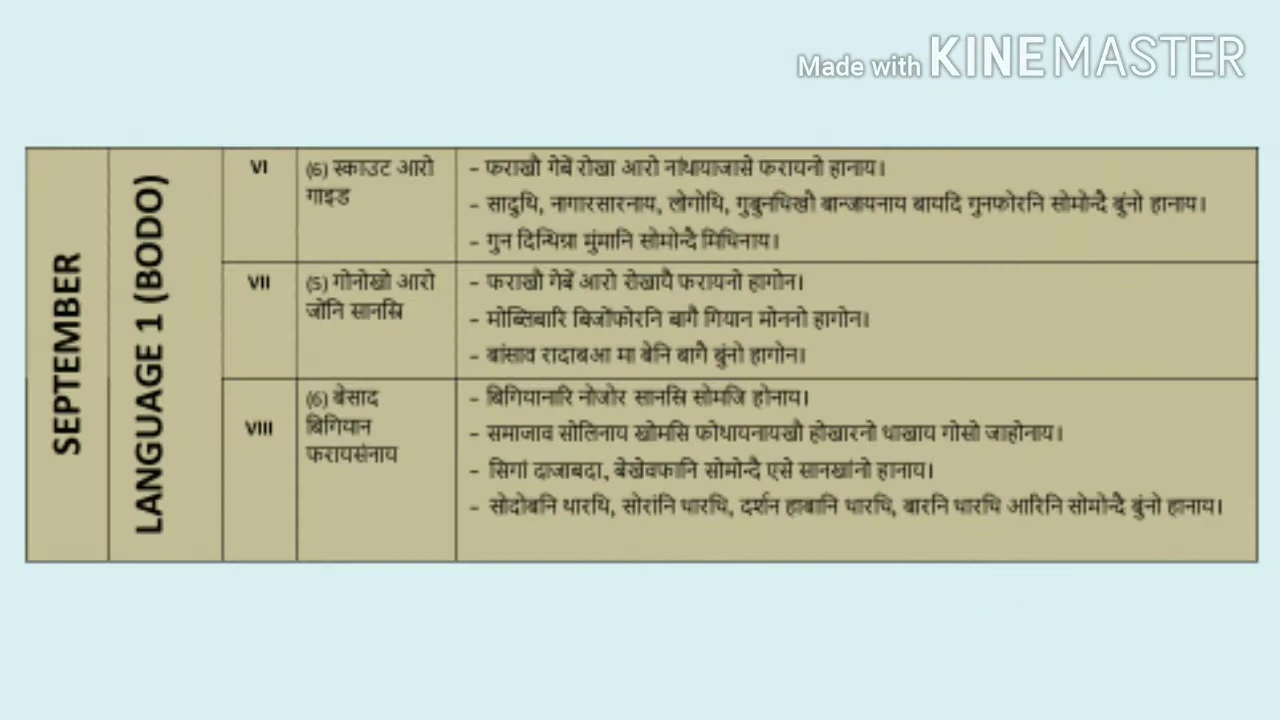 Made with KINEMASTER
SEPTEMBER
LANGUAGE 1 (BODO)
VI
(6) स्काउट आरो
गाइड
- फराखौ गेबें रोखा आरो नांथायाजासे फरायनो हानाय।
- सादुथि, नागारसारनाय, लोगोथि, गुबुनथिखौ बान्जायनाय बायदि गुनफोरनि सोमोन्दै बुंनो हानाय।
- गुन दिन्थिग्रा मुंमानि सोमोन्दै मिथिनाय।
VII
(5) गोनोखो आरो
जोंनि सानस्रि
- फराखौ गेबें आरो रोखायै फरायनो हागोन।
- मोब्लिबारि बिजोंफोरनि बागै गियान मोननो हागोन।
- बांसाव रादाबआ मा बेनि बागै बुंनो हागोन।
VIII
(6) बेसाद
बिगियान
फरायसंनाय
- बिगियानारि नोजोर सानस्रि सोमजि होनाय।
- समाजाव सोलिनाय खोमसि फोथायनायखौ होखारनो थाखाय गोसो जाहोनाय।
- सिगां दाजाबदा, बेखेवफानि सोमोन्दै एसे सानखांनो हानाय।
- सोदोबनि थारथि, सोरांनि थारथि, दर्शन हाबानि थारथि, बारनि थारथि आरिनि सोमोन्दै बुंनो हानाय।